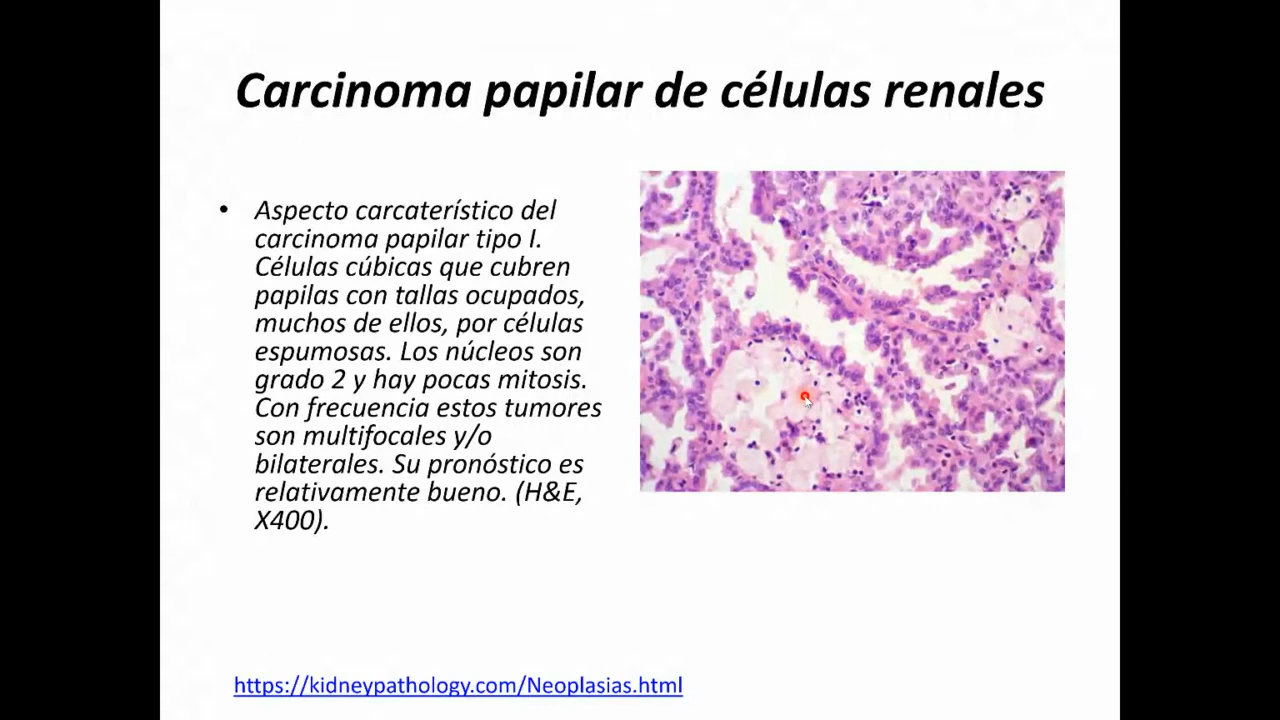 Carcinoma papilar de células renales
• Aspecto carcaterístico del
carcinoma papilar tipo I.
Células cúbicas que cubren
papilas con tallas ocupados,
muchos de ellos, por células
espumosas. Los núcleos son
grado 2 y hay pocas mitosis.
Con frecuencia estos tumores
son multifocales y/o
bilaterales. Su pronóstico es
relativamente bueno. (H&E,
X400).
https://kidneypathology.com/Neoplasias.html